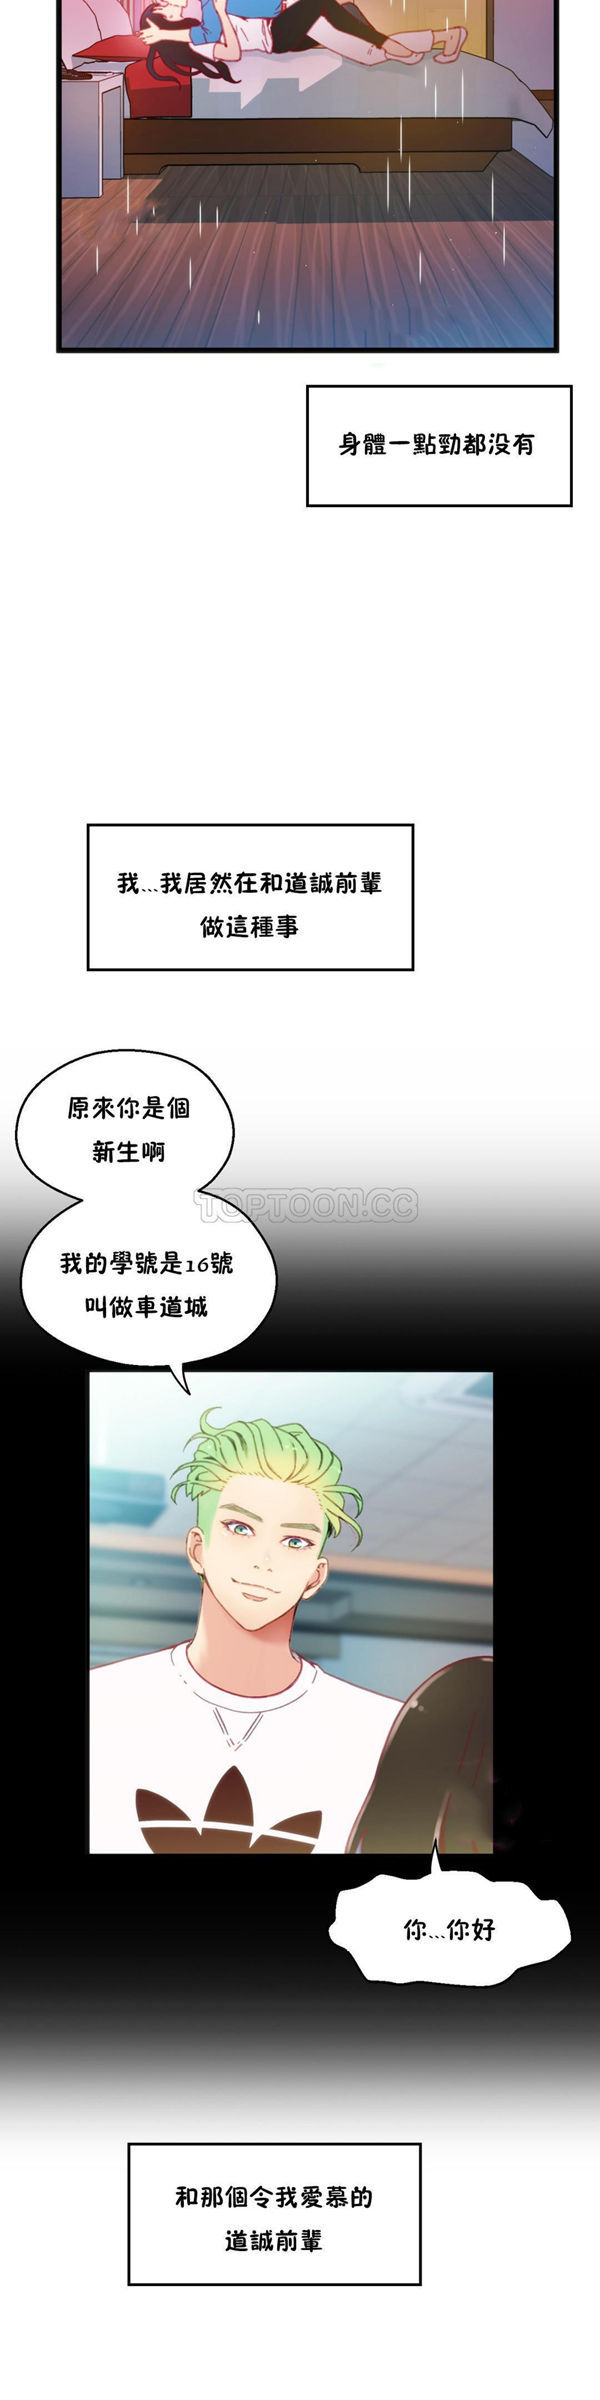 身體一點勁都没有
我...我居然在和道誠前輩
做這種事
原來你是個
新生啊
TOPTOON.CC
我的學號是16號
叫做車道城
你...你好
和那個令我愛慕的
道誠前輩